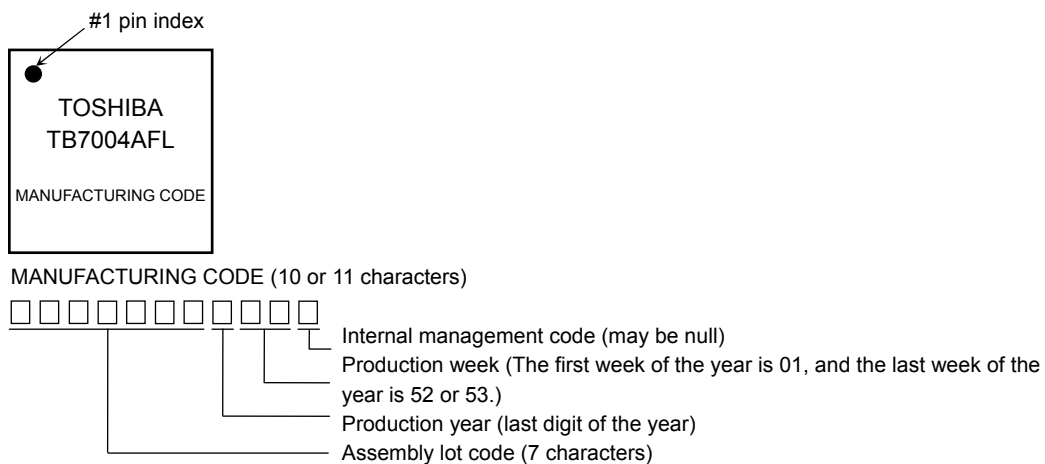 #1 pin index
TOSHIBA
TB7004AFL
MANUFACTURING CODE
MANUFACTURING CODE (10 or 11 characters)
Internal management code (may be null)
Production week (The first week of the year is 01, and the last week of the
year is 52 or 53.)
Production year (last digit of the year)
Assembly lot code (7 characters)